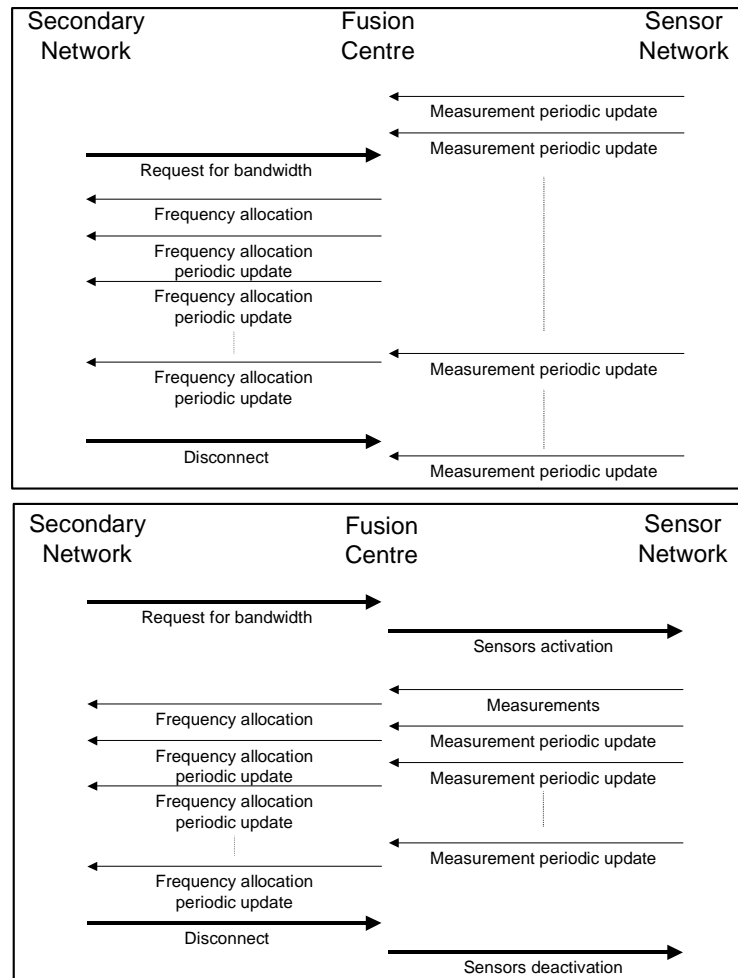 Secondary
Network
Fusion
Centre
Sensor
Network
Measurement periodic update
Measurement periodic update
Request for bandwidth
Frequency allocation
Frequency allocation
periodic update
Frequency allocation
periodic update
Measurement periodic update
Frequency allocation
periodic update
Disconnect
Measurement periodic update
Secondary
Network
Fusion
Centre
Sensor
Network
Request for bandwidth
Sensors activation
Measurements
Frequency allocation
Measurement periodic update
Frequency allocation
periodic update
Measurement periodic update
Frequency allocation
periodic update
Measurement periodic update
Frequency allocation
periodic update
Disconnect
Sensors deactivation